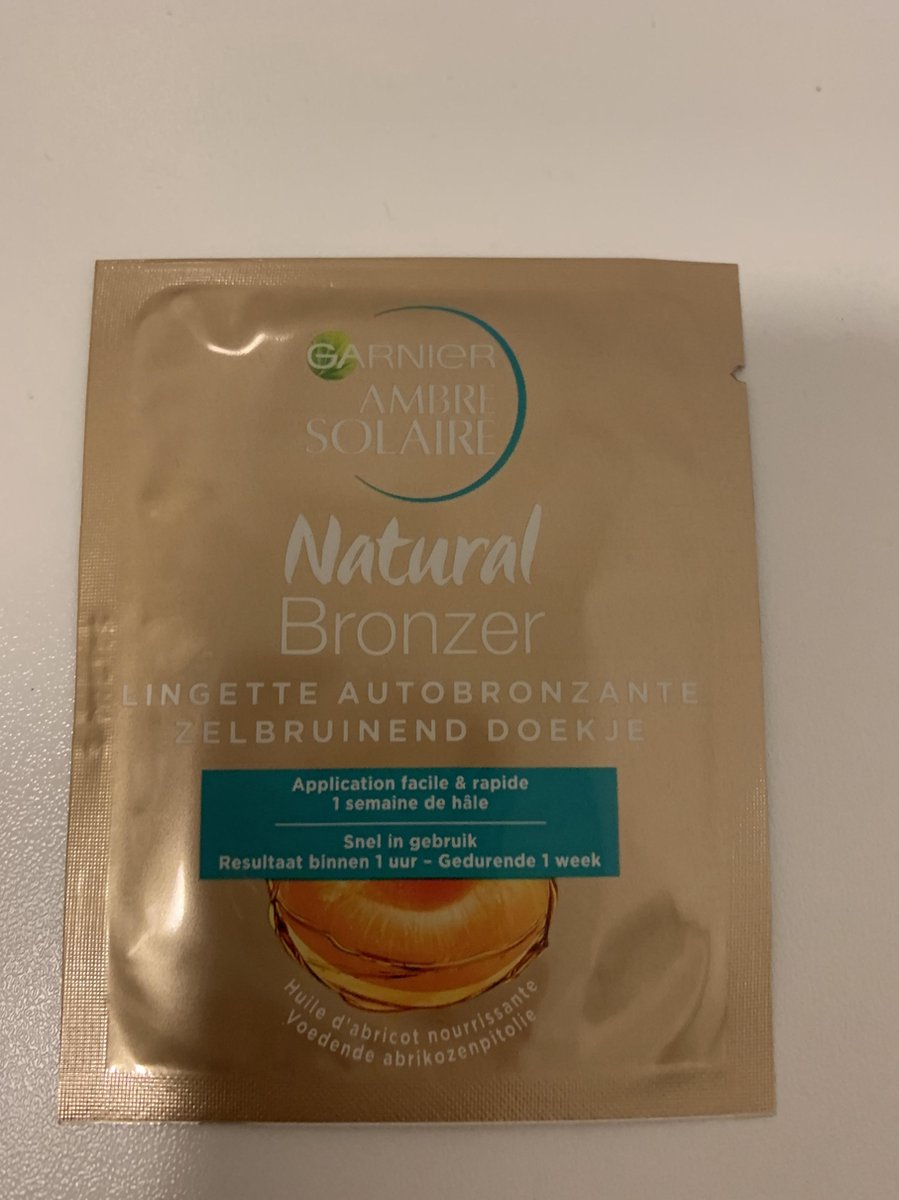 GARNIER
AMBRE
SOLAIRE
Natural
Bronzer
LINGETTE AUTOBRONZANTE
ZELBRUINEND DOEKJE
Application facile & rapide
1 semaine de hâle
Snel in gebruik
Resultaat binnen 1 uur – Gedurende 1 week
Huile d'abricot nourrissante
Voedende abrikozenpitolie